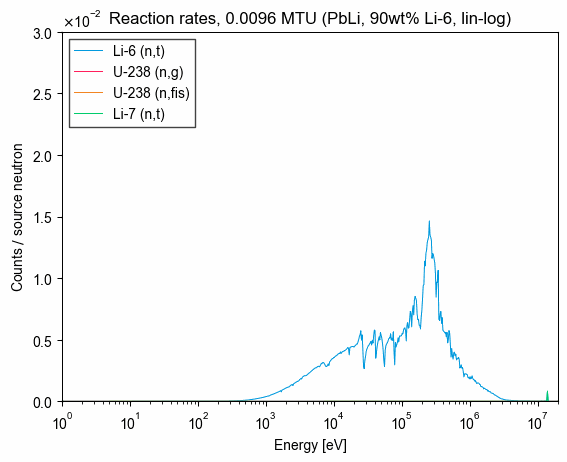 Reaction rates, 0.0096 MTU (PbLi, 90wt% Li-6, lin-log)
×10⁻²
Li-6 (n,t)
U-238 (n,g)
U-238 (n,fis)
Li-7 (n,t)
3.0
2.5
2.0
1.5
1.0
0.5
0.0
Counts / source neutron
10⁰ 10¹ 10² 10³ 10⁴ 10⁵ 10⁶ 10⁷
Energy [eV]